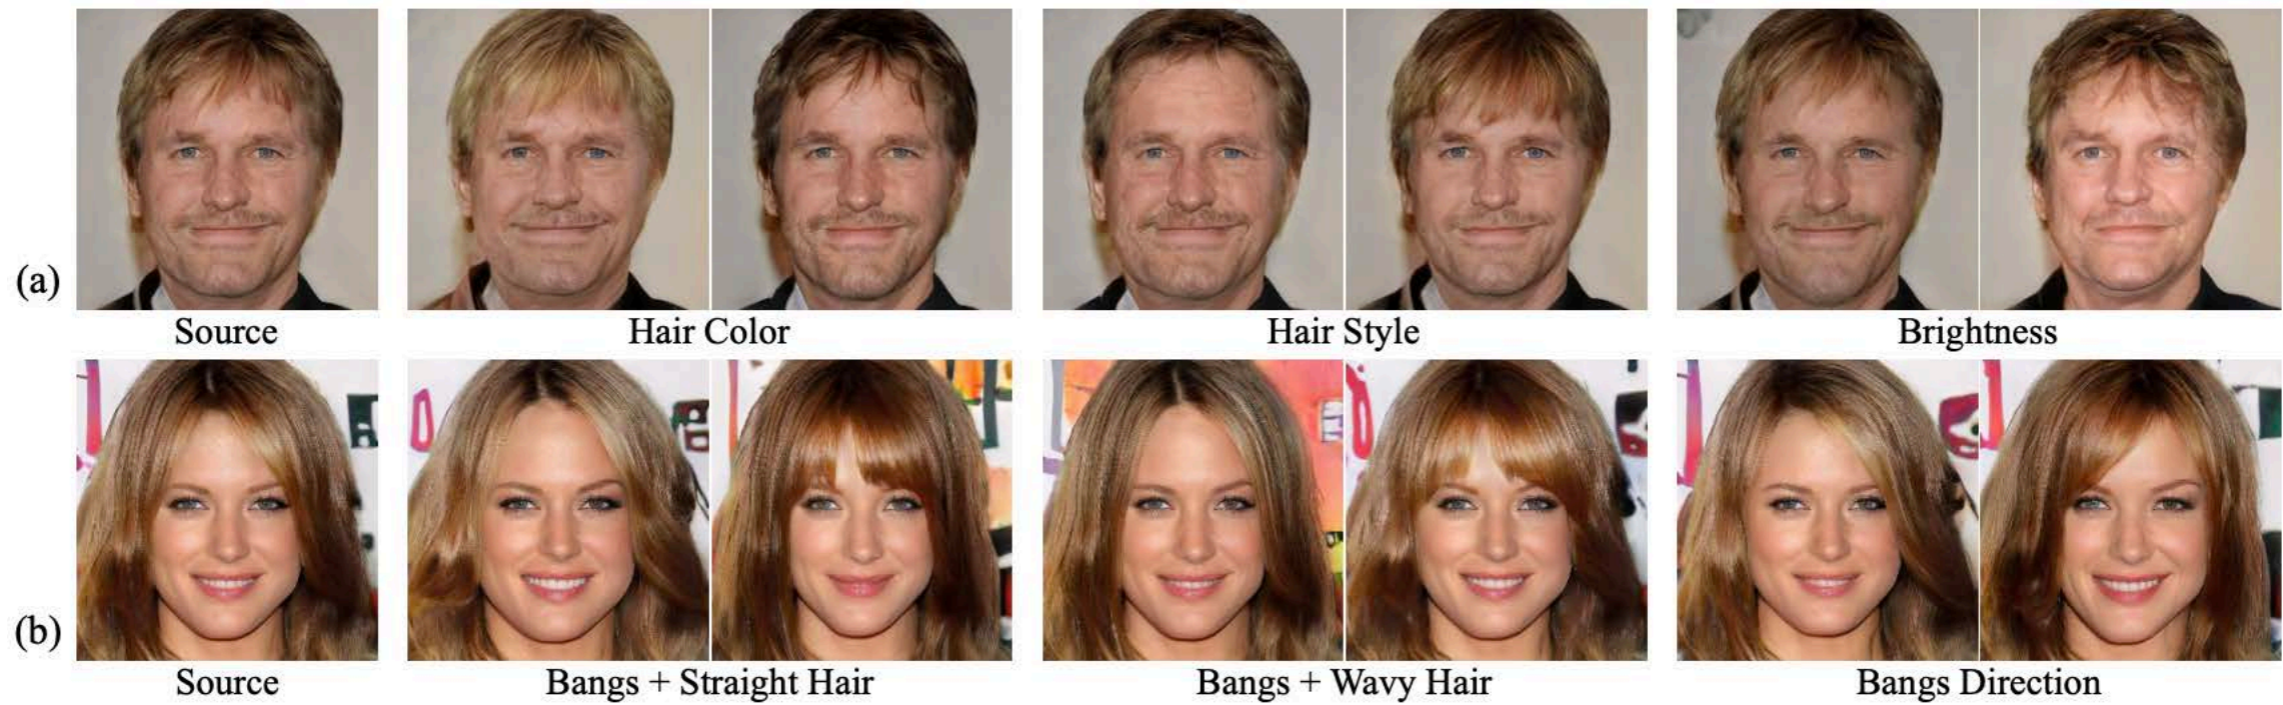 (a)
Source Hair Color Hair Style Brightness
(b)
Source Bangs + Straight Hair Bangs + Wavy Hair Bangs Direction